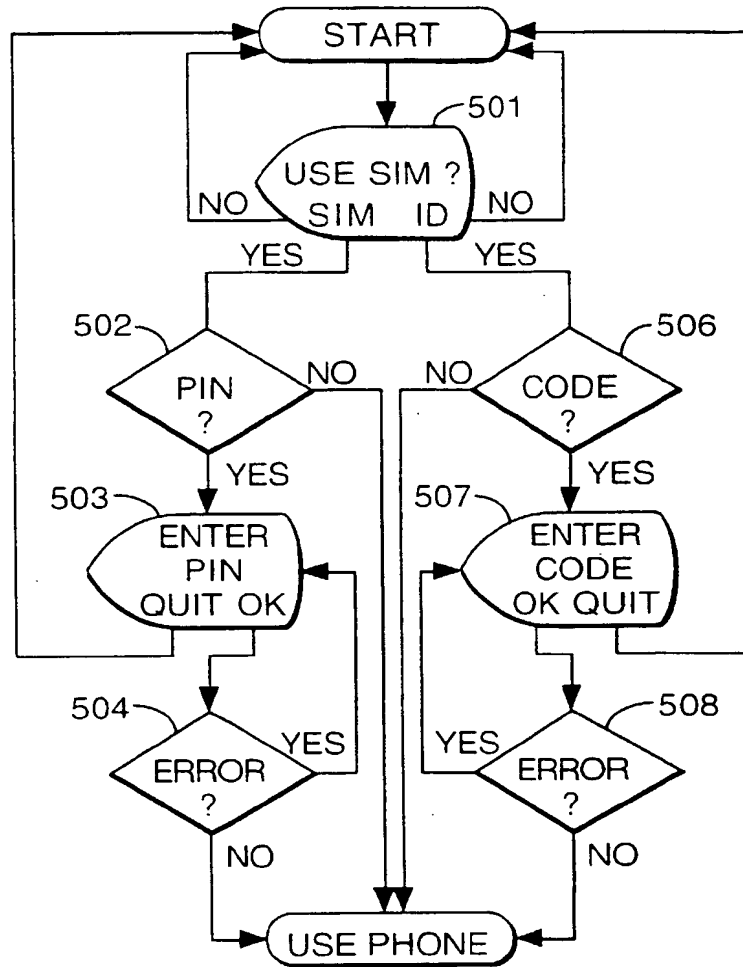 START
501
USE SIM ?
NO SIM ID NO
YES YES
502 506
PIN ? NO
NO CODE ?
YES YES
503 507
ENTER PIN
QUIT OK
ENTER CODE
OK QUIT
504 508
ERROR ? YES
YES ERROR ?
NO NO
USE PHONE